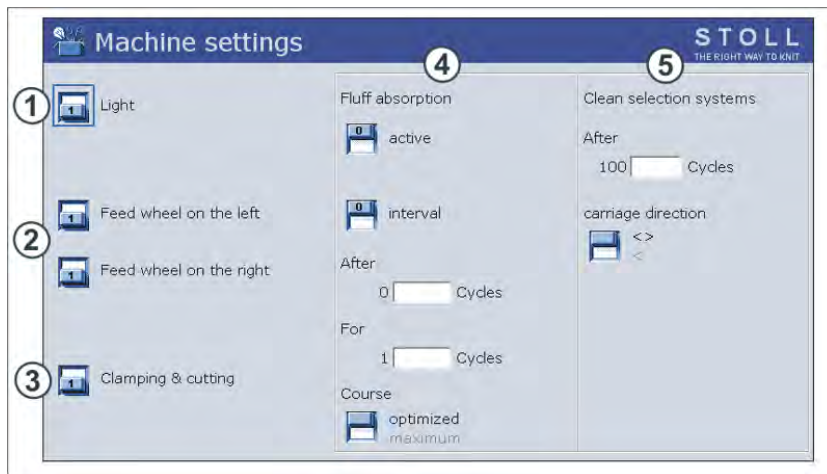 Machine settings
STOLL
THE RIGHT WAY TO KNIT
1
1 Light
2
1 Feed wheel on the left
1 Feed wheel on the right
3
1 Clamping & cutting
4
Fluff absorption
0 active
0 interval
After
0 Cycles
For
1 Cycles
Course
optimized
maximum
5
Clean selection systems
After
100 Cycles
carriage direction
<>
<